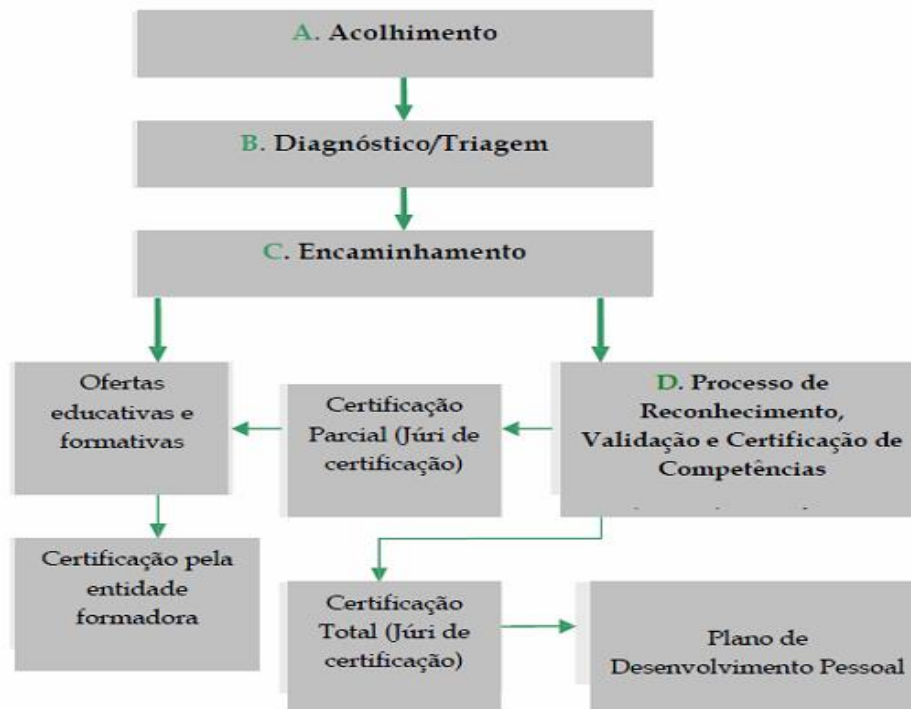 A. Acolhimento
B. Diagnóstico/Triagem
C. Encaminhamento
Ofertas
educativas e
formativas
Certificação
Parcial (Júri de
certificação)
D. Processo de
Reconhecimento,
Validação e Certificação de
Competências
Certificação pela
entidade
formadora
Certificação
Total (Júri de
certificação)
Plano de
Desenvolvimento Pessoal